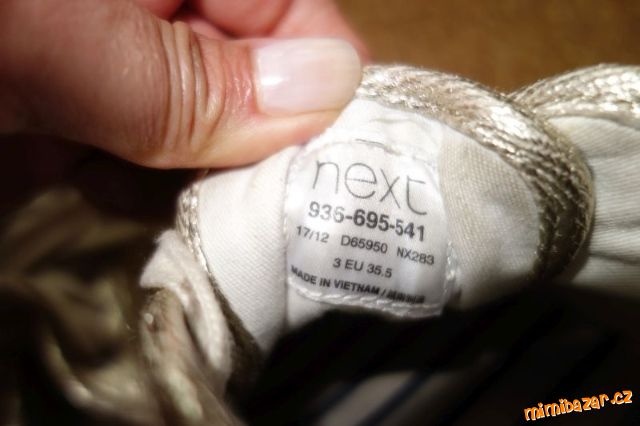 next
936-695-541
17/12 D65950 NX283
3 EU 35.5
MADE IN VIETNAM /
mimibazar.cz